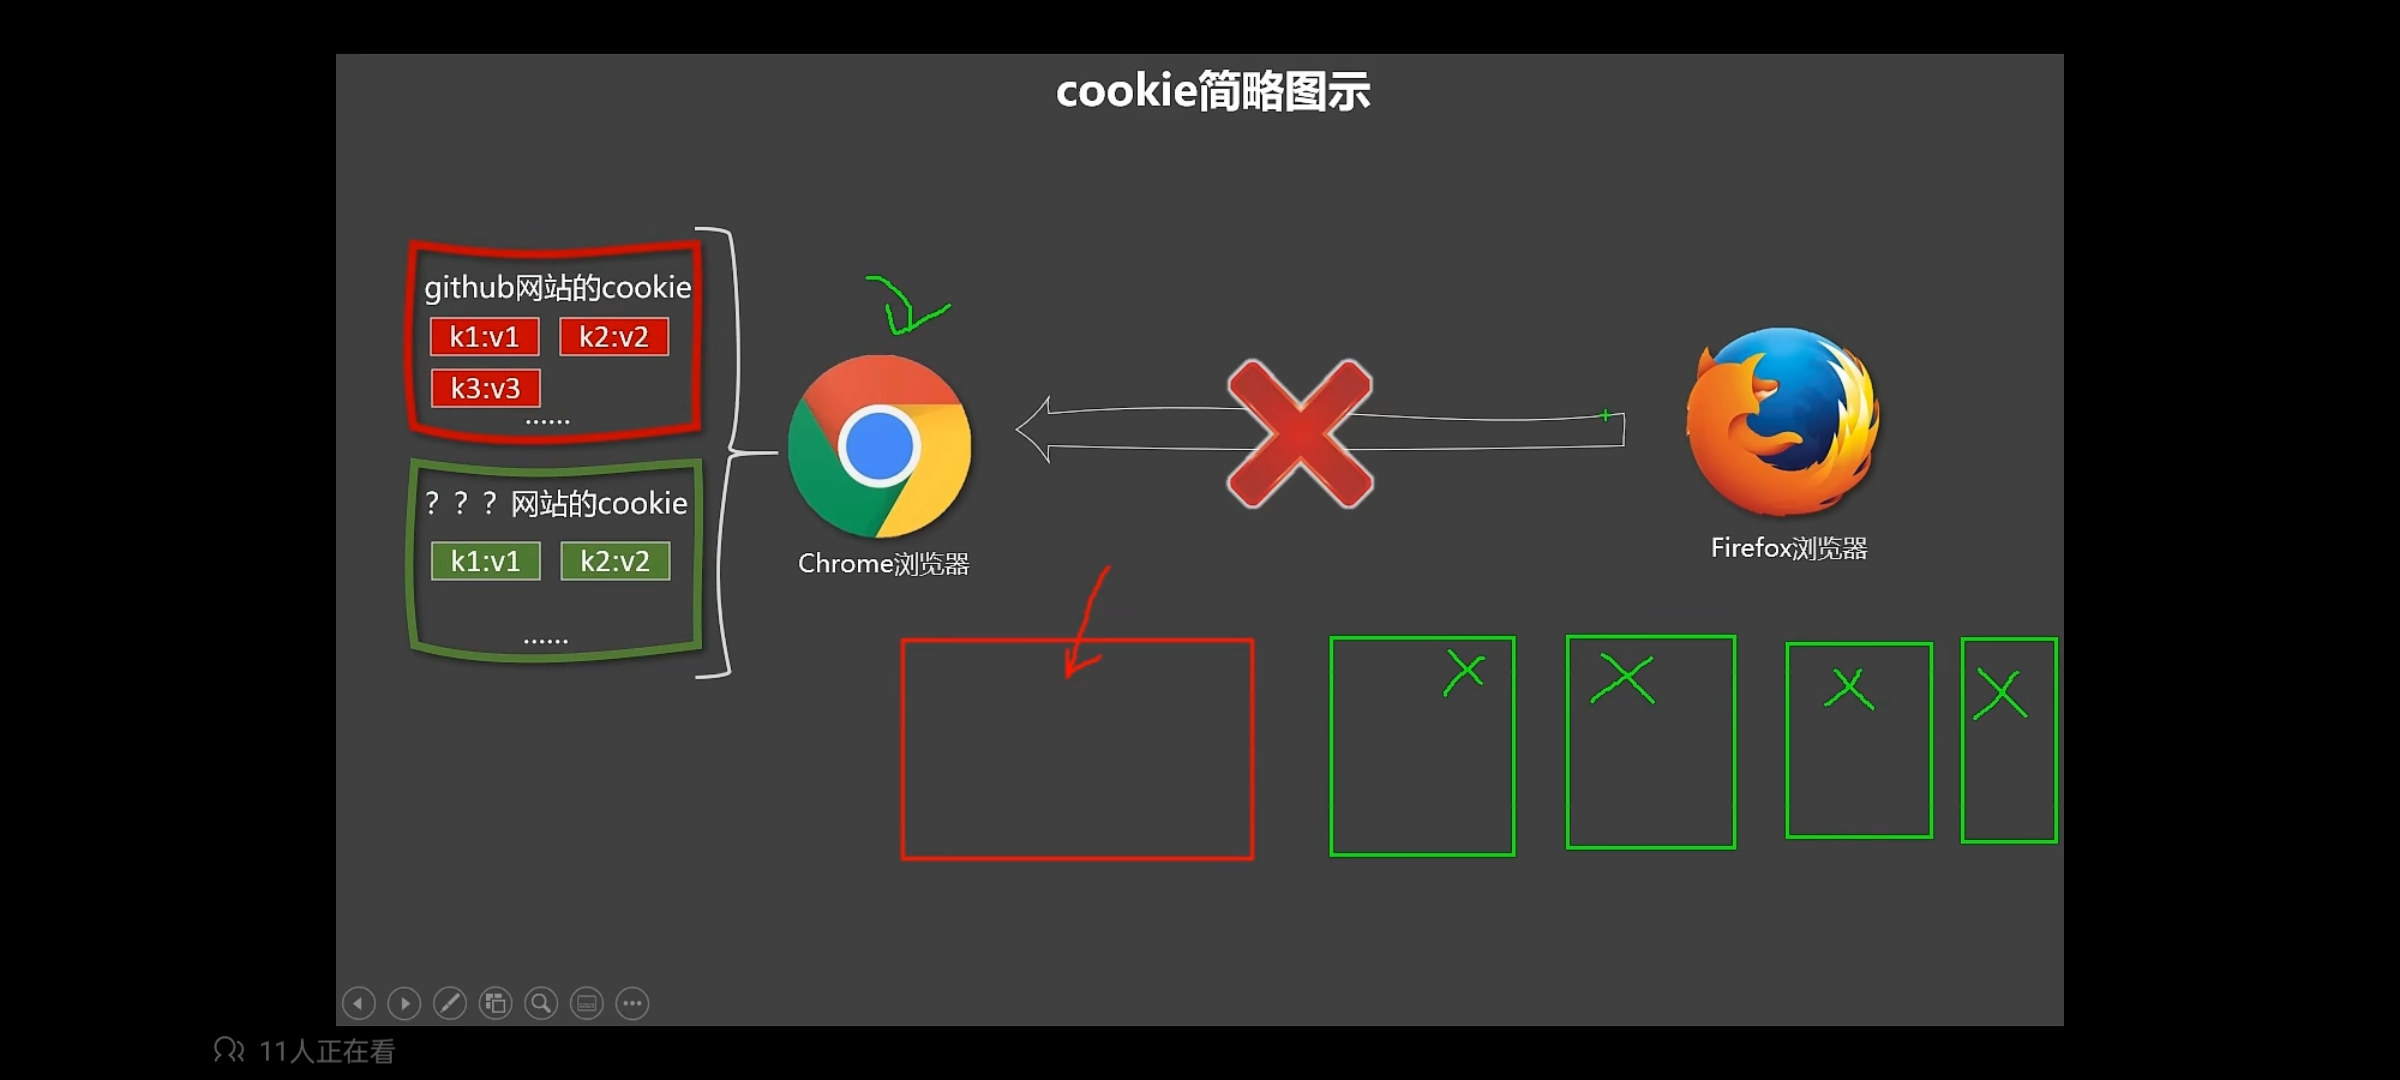 cookie简略图示
github网站的cookie
k1:v1 k2:v2
k3:v3
......
？？？网站的cookie
k1:v1 k2:v2
......
Chrome浏览器
Firefox浏览器
11人正在看